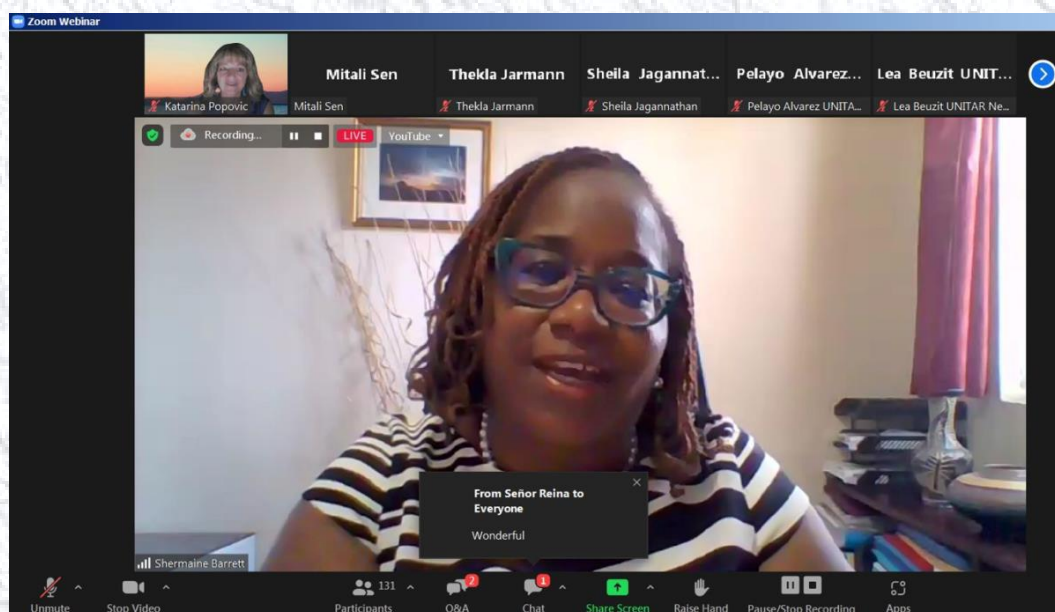 Zoom Webinar
Mitali Sen
Thekla Jarmann
Sheila Jagannat...
Pelayo Alvarez...
Lea Beuzit UNIT...
Katarina Popovic
Mitali Sen
Thekla Jarmann
Sheila Jagannathan
Pelayo Alvarez UNITA...
Lea Beuzit UNITAR Ne...
Recording...
LIVE
YouTube
From Señor Reina to
Everyone
Wonderful
Shermaine Barrett
131
2
1
Unmute
Stop Video
Participants
Q&A
Chat
Share Screen
Raise Hand
Pause/Stop Recording
Apps